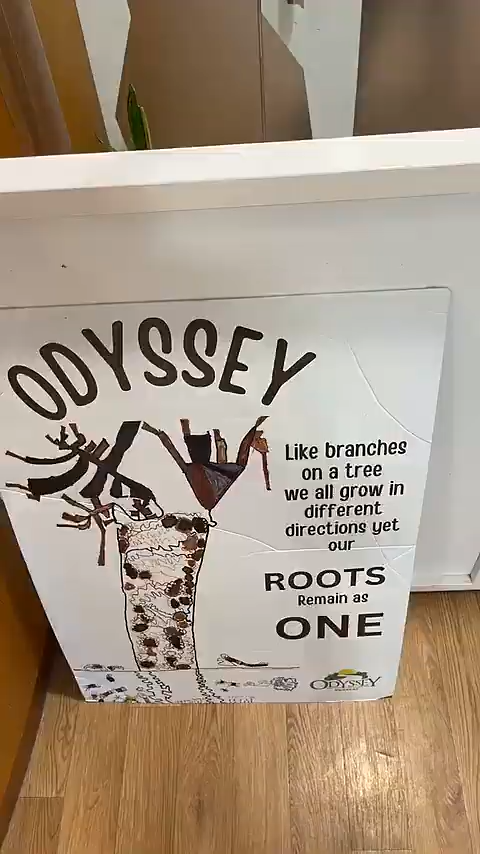 ODYSSEY
Like branches
on a tree
we all grow in
different
directions yet
our
ROOTS
Remain as
ONE
ODYSSEY